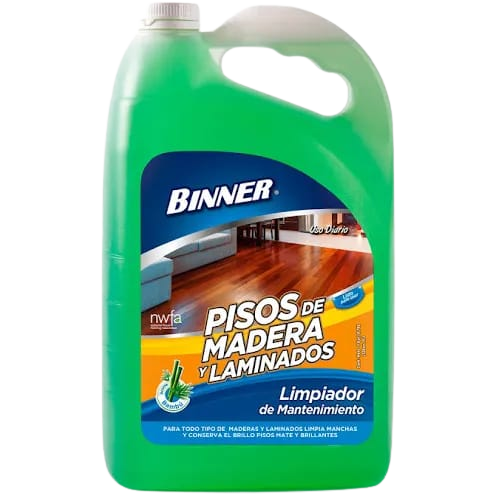 BINNER®
Uso Diario
nwfa
PISOS DE
MADERA
Y LAMINADOS
Bambú
Limpiador
de Mantenimiento
PARA TODO TIPO DE MADERAS Y LAMINADOS LIMPIA MANCHAS
Y CONSERVA EL BRILLO PISOS MATE Y BRILLANTES